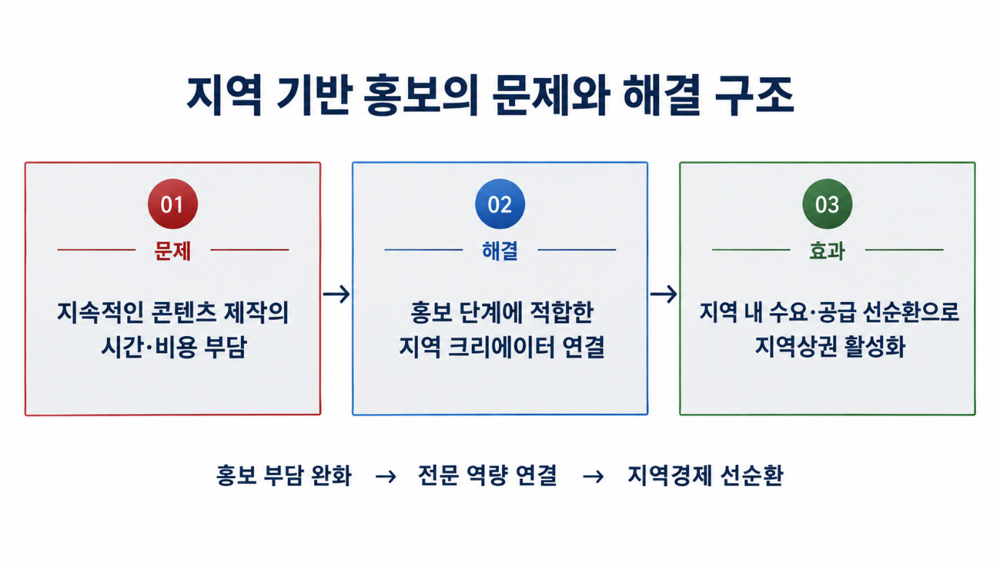 지역 기반 홍보의 문제와 해결 구조
01
문제
지속적인 콘텐츠 제작의
시간·비용 부담
→
02
해결
홍보 단계에 적합한
지역 크리에이터 연결
→
03
효과
지역 내 수요·공급 선순환으로
지역상권 활성화
홍보 부담 완화 → 전문 역량 연결 → 지역경제 선순환